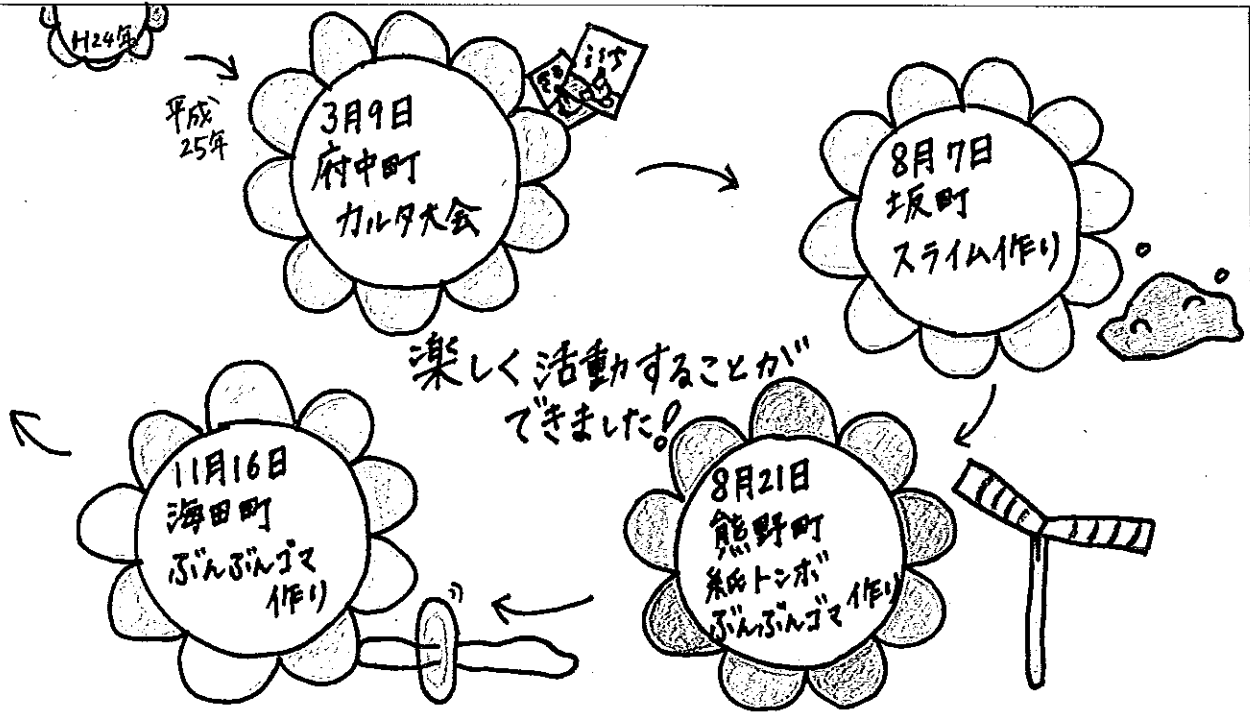 H24年
平成
25年
3月9日
府中町
カルタ大会
8月7日
坂町
スライム作り
楽しく活動することが
できました!
8月21日
熊野町
紙トンボ
ぶんぶんゴマ作り
11月16日
海田町
ぶんぶんゴマ
作り